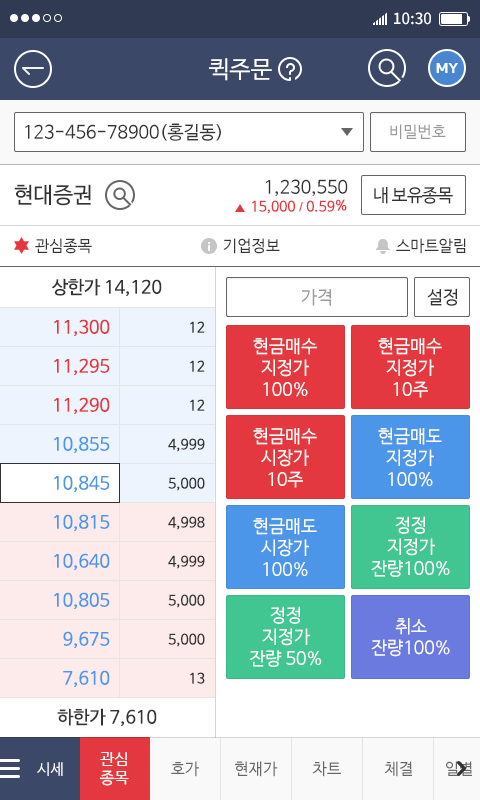 10:30
퀵주문 ?
MY
123-456-78900(홍길동)
비밀번호
현대증권
1,230,550
▲ 15,000 / 0.59%
내 보유종목
관심종목
기업정보
스마트알림
상한가 14,120
11,300 12
11,295 12
11,290 12
10,855 4,999
10,845 5,000
10,815 4,998
10,640 4,999
10,805 5,000
9,675 5,000
7,610 13
하한가 7,610
가격
설정
현금매수
지정가
100%
현금매수
지정가
10주
현금매수
시장가
10주
현금매도
지정가
100%
현금매도
시장가
100%
정정
지정가
잔량100%
정정
지정가
잔량 50%
취소
잔량100%
시세
관심
종목
호가
현재가
차트
체결
일별